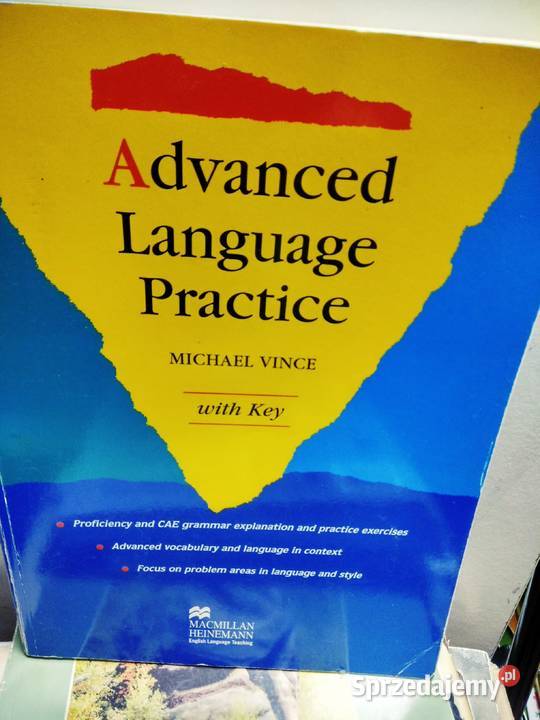 Advanced
Language
Practice
MICHAEL VINCE
with Key
Proficiency and CAE grammar explanation and practice exercises
Advanced vocabulary and language in context
Focus on problem areas in language and style
MACMILLAN
HEINEMANN
English Language Teaching
Sprzedajemy.pl